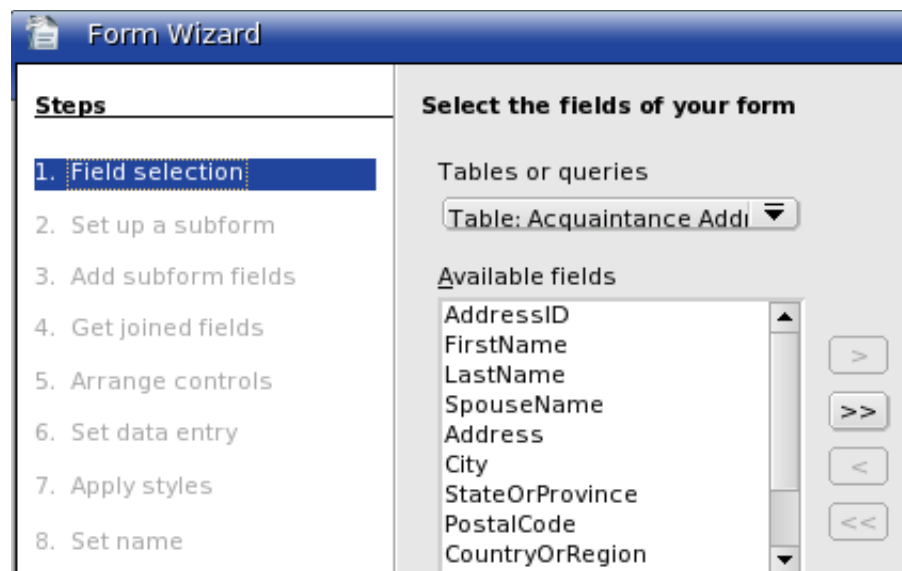 Form Wizard
Steps
1. Field selection
2. Set up a subform
3. Add subform fields
4. Get joined fields
5. Arrange controls
6. Set data entry
7. Apply styles
8. Set name
Select the fields of your form
Tables or queries
Table: Acquaintance Addr
Available fields
AddressID
FirstName
LastName
SpouseName
Address
City
StateOrProvince
PostalCode
CountryOrRegion
>
>>
<
<<